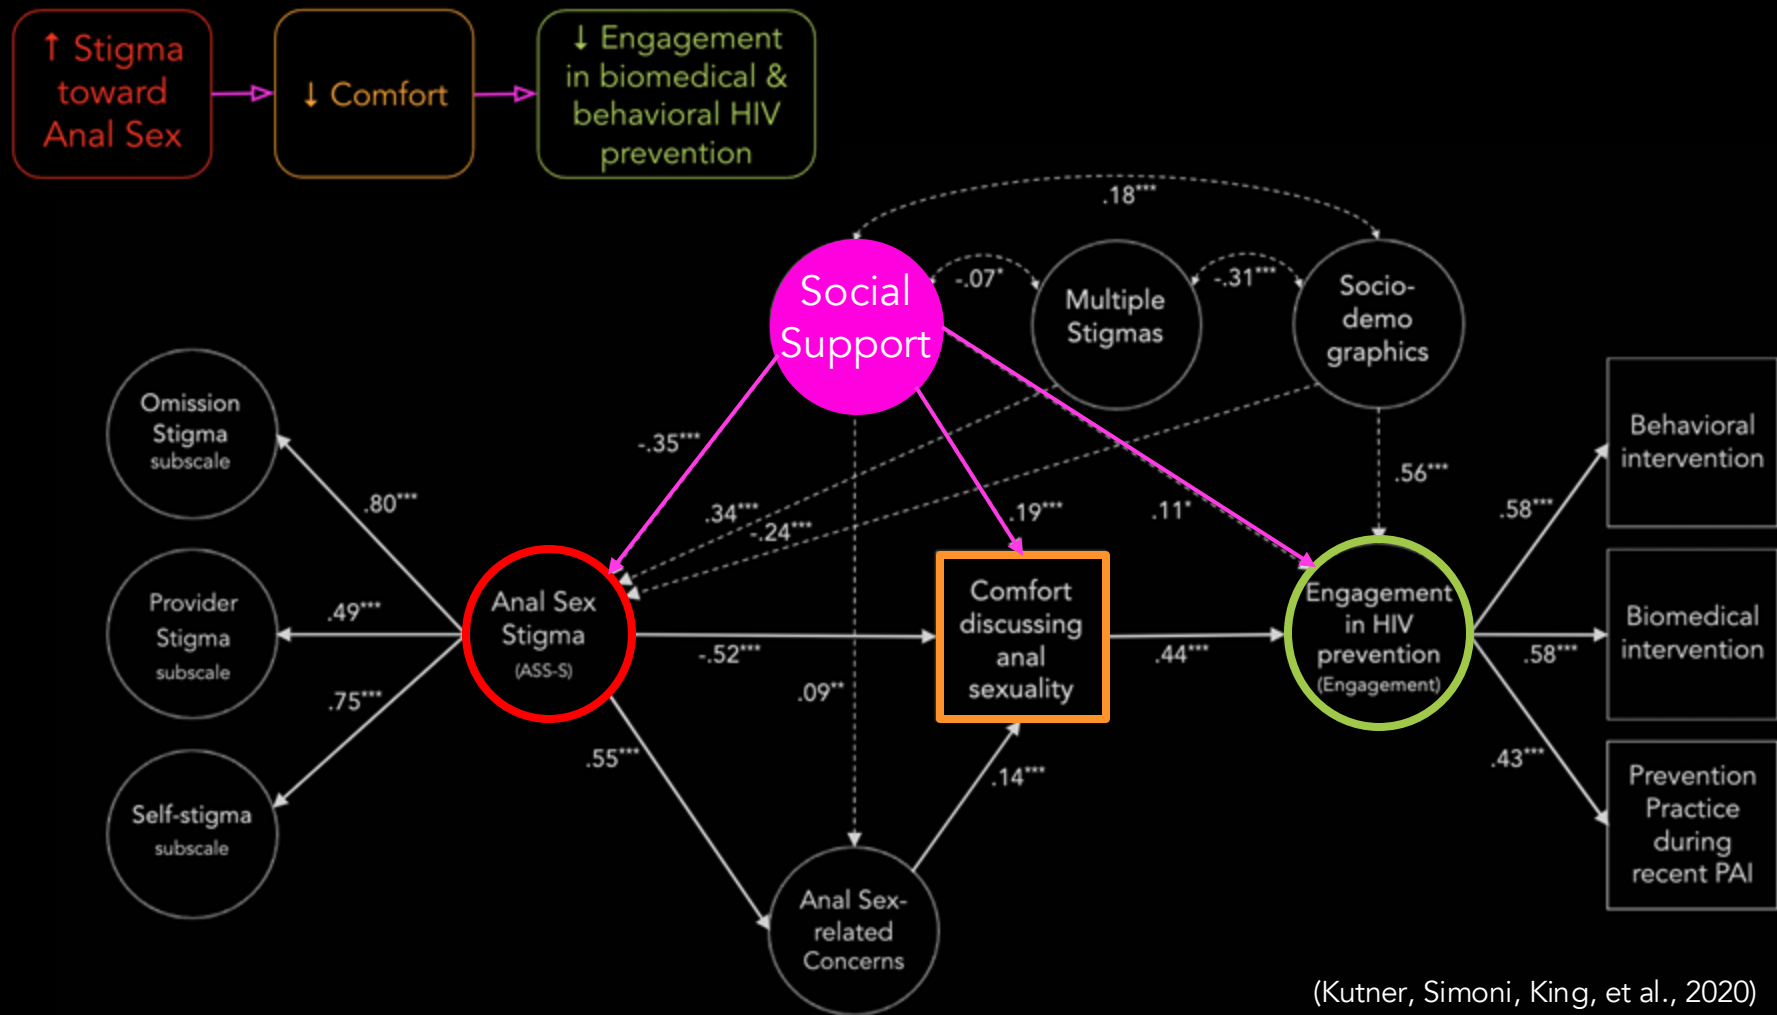 ↑ Stigma
toward
Anal Sex
↓ Comfort
↓ Engagement
in biomedical &
behavioral HIV
prevention
.18***
Social
Support
-.07*
Multiple
Stigmas
-.31***
Socio-
demo
graphics
Omission
Stigma
subscale
Provider
Stigma
subscale
Self-stigma
subscale
.80***
.49***
.75***
Anal Sex
Stigma
(ASS-S)
-.35***
.34***
-.24***
.19***
.11*
.56***
-.52***
.55***
.09**
Comfort
discussing
anal
sexuality
.14***
.44***
Anal Sex-
related
Concerns
Engagement
in HIV
prevention
(Engagement)
.58***
.58***
.43***
Behavioral
intervention
Biomedical
intervention
Prevention
Practice
during
recent PAI
(Kutner, Simoni, King, et al., 2020)